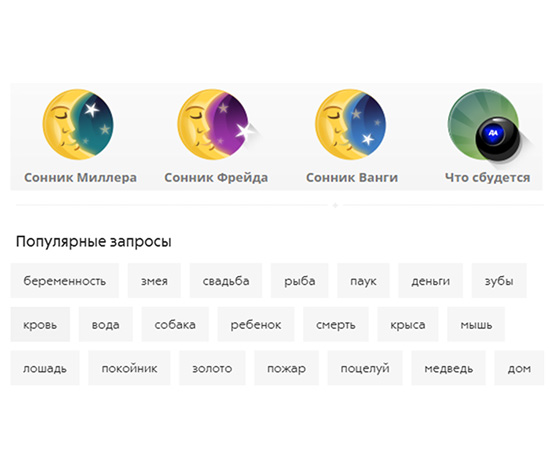 ДА
Сонник Миллера Сонник Фрейда Сонник Ванги Что сбудется
Популярные запросы
беременность змея свадьба рыба паук деньги зубы
кровь вода собака ребенок смерть крыса мышь
лошадь покойник золото пожар поцелуй медведь дом